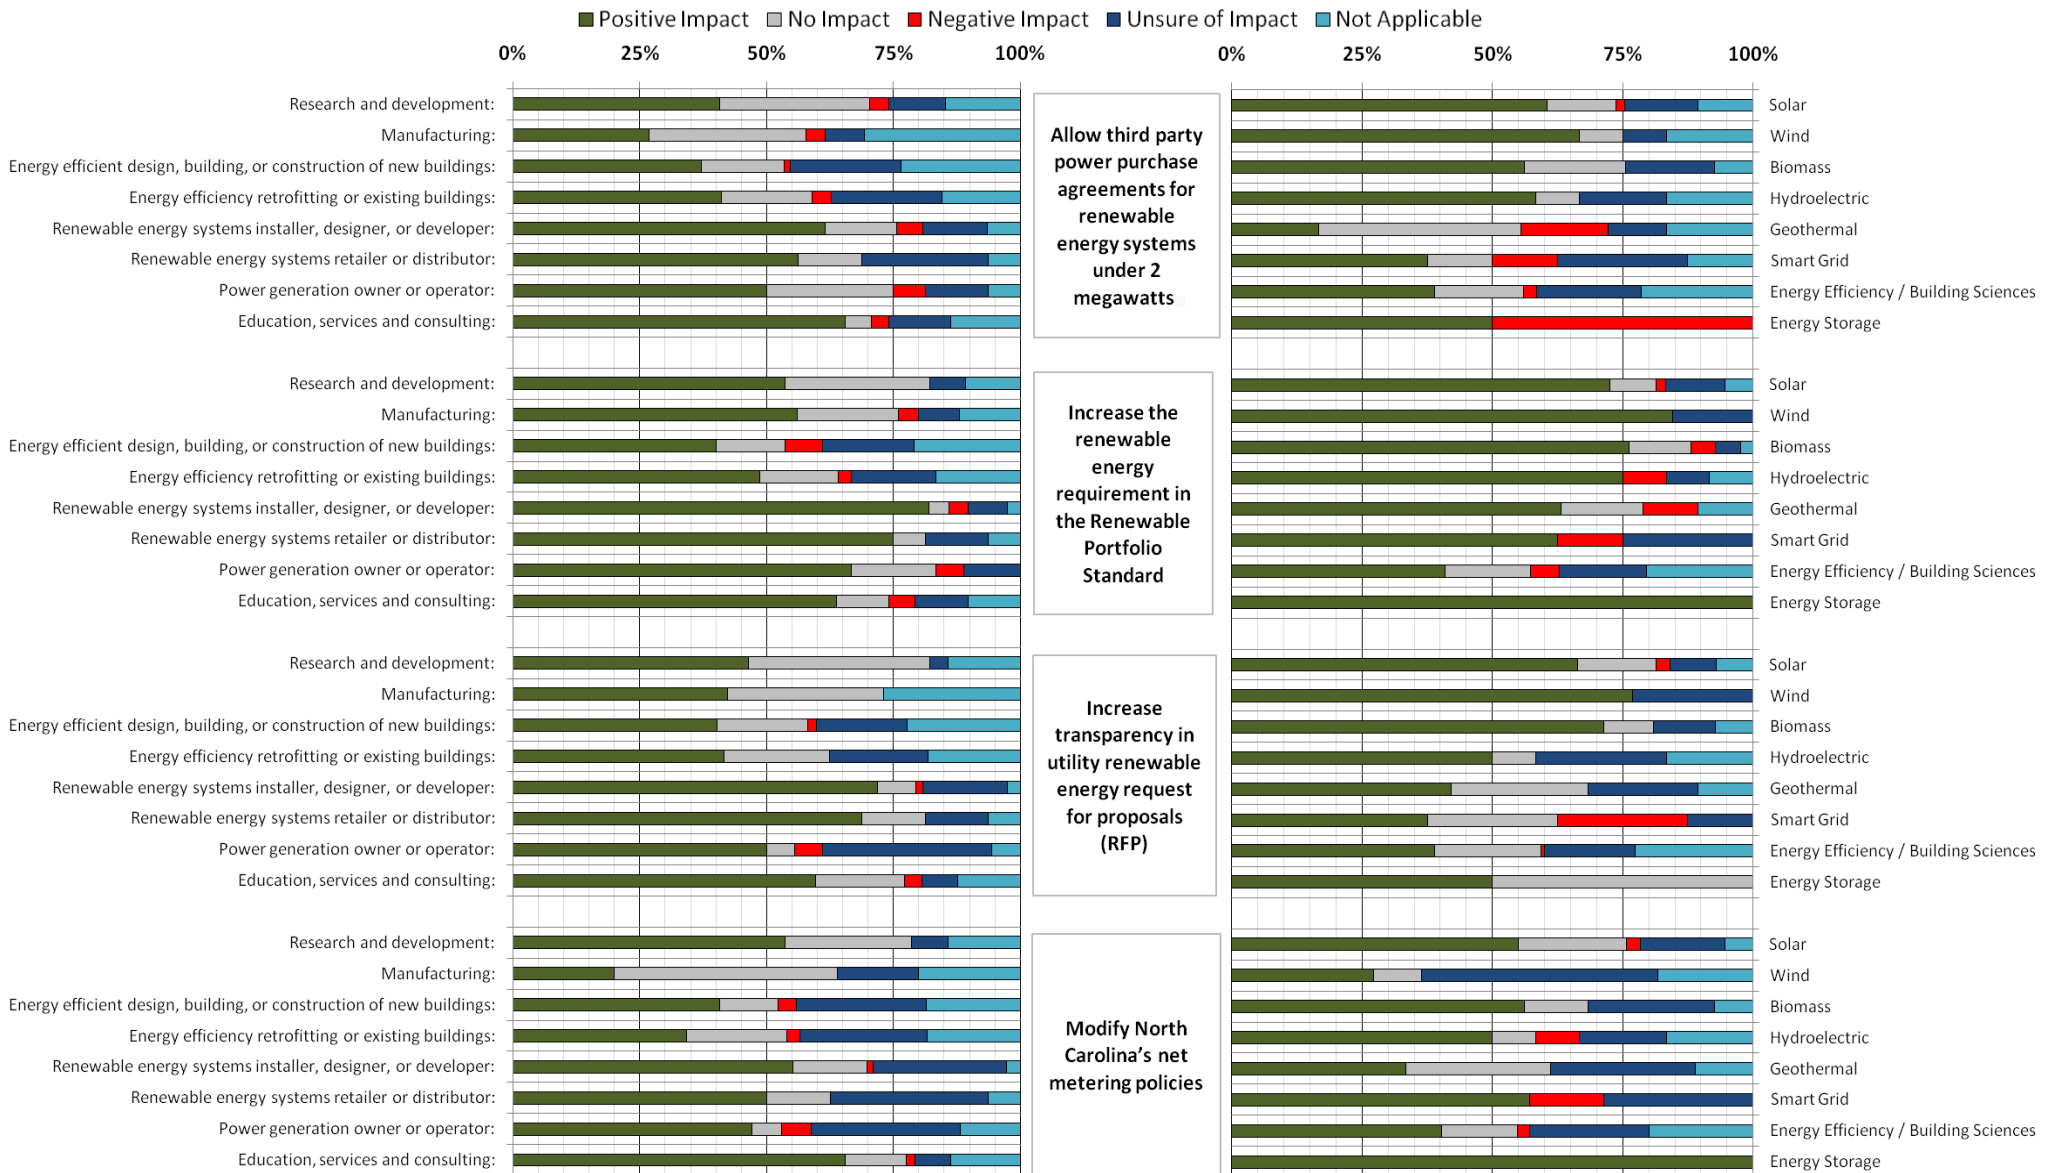 Positive Impact No Impact Negative Impact Unsure of Impact Not Applicable
0% 25% 50% 75% 100%
0% 25% 50% 75% 100%
Research and development:
Manufacturing:
Energy efficient design, building, or construction of new buildings:
Energy efficiency retrofitting or existing buildings:
Renewable energy systems installer, designer, or developer:
Renewable energy systems retailer or distributor:
Power generation owner or operator:
Education, services and consulting:
Allow third party
power purchase
agreements for
renewable
energy systems
under 2
megawatts
Solar
Wind
Biomass
Hydroelectric
Geothermal
Smart Grid
Energy Efficiency / Building Sciences
Energy Storage
Research and development:
Manufacturing:
Energy efficient design, building, or construction of new buildings:
Energy efficiency retrofitting or existing buildings:
Renewable energy systems installer, designer, or developer:
Renewable energy systems retailer or distributor:
Power generation owner or operator:
Education, services and consulting:
Increase the
renewable
energy
requirement in
the Renewable
Portfolio
Standard
Solar
Wind
Biomass
Hydroelectric
Geothermal
Smart Grid
Energy Efficiency / Building Sciences
Energy Storage
Research and development:
Manufacturing:
Energy efficient design, building, or construction of new buildings:
Energy efficiency retrofitting or existing buildings:
Renewable energy systems installer, designer, or developer:
Renewable energy systems retailer or distributor:
Power generation owner or operator:
Education, services and consulting:
Increase
transparency in
utility renewable
energy request
for proposals
(RFP)
Solar
Wind
Biomass
Hydroelectric
Geothermal
Smart Grid
Energy Efficiency / Building Sciences
Energy Storage
Research and development:
Manufacturing:
Energy efficient design, building, or construction of new buildings:
Energy efficiency retrofitting or existing buildings:
Renewable energy systems installer, designer, or developer:
Renewable energy systems retailer or distributor:
Power generation owner or operator:
Education, services and consulting:
Modify North
Carolina’s net
metering policies
Solar
Wind
Biomass
Hydroelectric
Geothermal
Smart Grid
Energy Efficiency / Building Sciences
Energy Storage